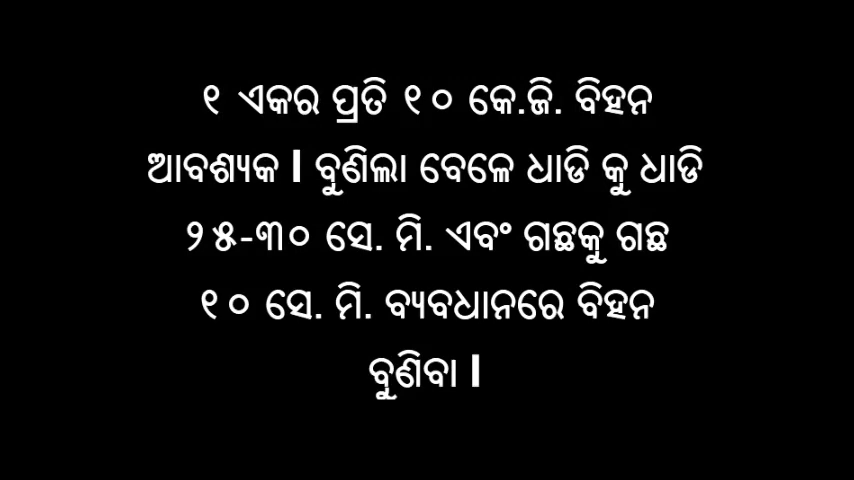 ୧ ଏକର ପ୍ରତି ୧୦ କେ.ଜି. ବିହନ
ଆବଶ୍ୟକ । ବୁଣିଲା ବେଳେ ଧାଡି କୁ ଧାଡି
୨୫-୩୦ ସେ. ମି. ଏବଂ ଗଛକୁ ଗଛ
୧୦ ସେ. ମି. ବ୍ୟବଧାନରେ ବିହନ
ବୁଣିବା ।